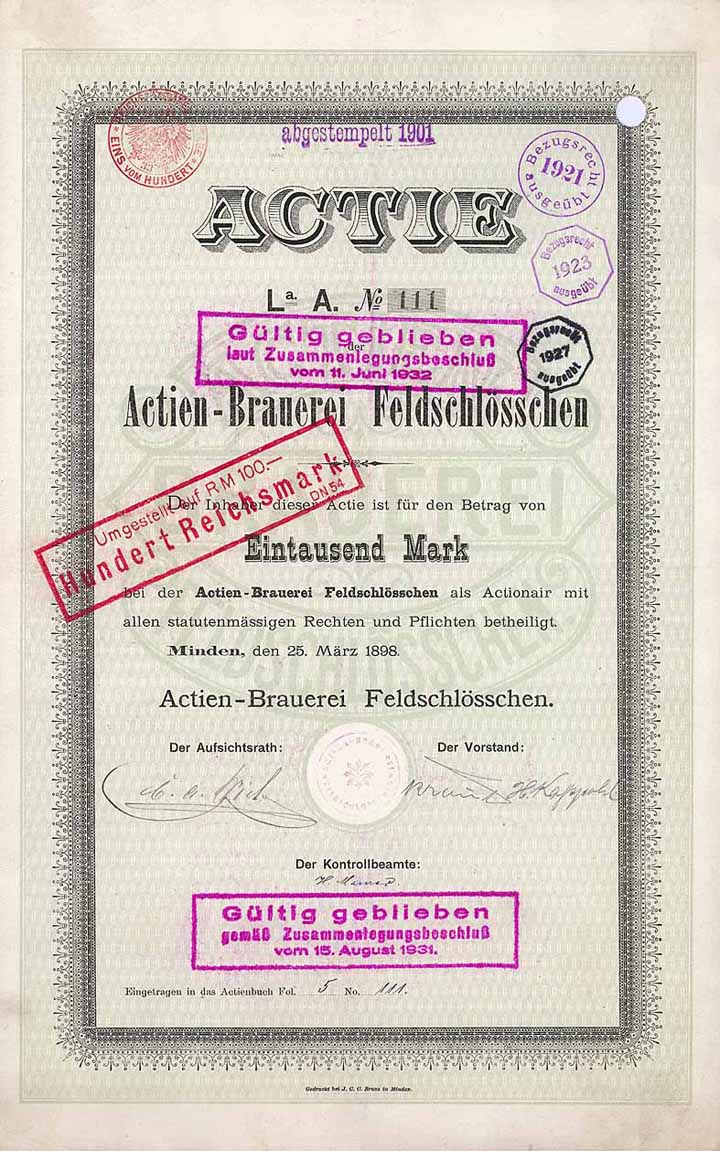 abgestempelt 1901
EINS VOM HUNDERT
Bezugsrecht
1921
ausgeübt
ACTIE
Bezugsrecht
1923
ausgeübt
La. A. No 111
Gültig geblieben
laut Zusammenlegungsbeschluß
vom 11. Juni 1932
der
Bezugsrecht
1927
ausgeübt
Actien-Brauerei Feldschlösschen
Umgestellt auf R.M 100.—
Hundert Reichsmark
DN 54
Der Inhaber dieser Actie ist für den Betrag von
Eintausend Mark
bei der Actien-Brauerei Feldschlösschen als Actionair mit
allen statutenmässigen Rechten und Pflichten betheiligt.
Minden, den 25. März 1898.
Actien-Brauerei Feldschlösschen.
Der Aufsichtsrath: Der Vorstand:
Der Kontrollbeamte:
Gültig geblieben
gemäß Zusammenlegungsbeschluß
vom 15. August 1931.
Eingetragen in das Actienbuch Fol. 5 No. 111.
Gedruckt bei J. C. C. Bruns in Minden.